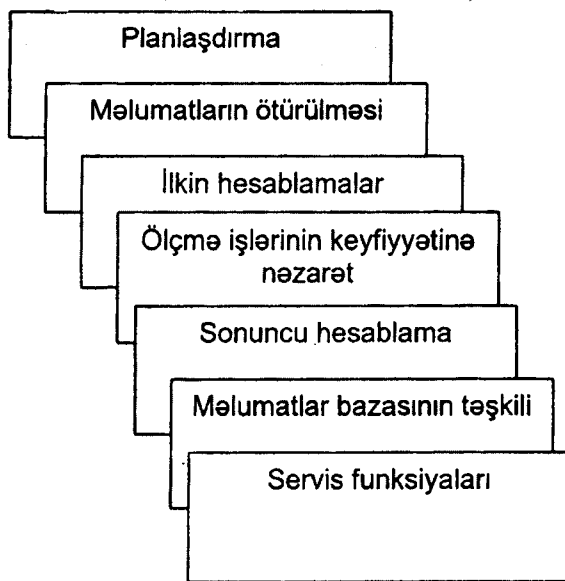 Planlaşdırma
Məlumatların ötürülməsi
İlkin hesablamalar
Ölçmə işlərinin keyfiyyətinə
nəzarət
Sonuncu hesablama
Məlumatlar bazasının təşkili
Servis funksiyaları